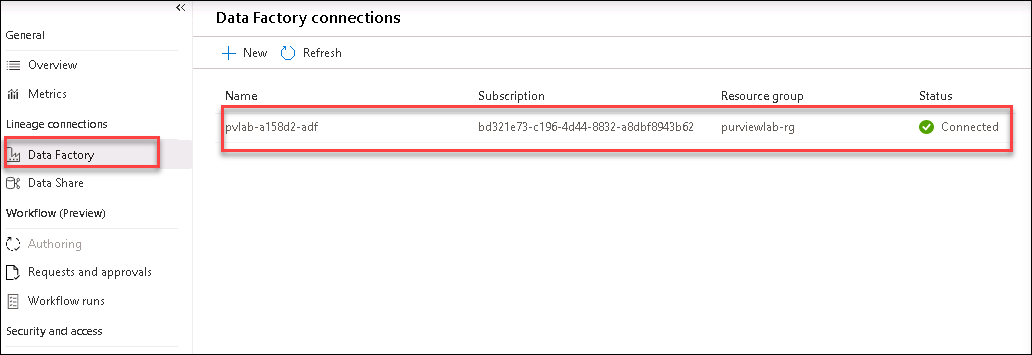 General
Overview
Metrics
Lineage connections
Data Factory
Data Share
Workflow (Preview)
Authoring
Requests and approvals
Workflow runs
Security and access
Data Factory connections
New Refresh
Name Subscription Resource group Status
pvlab-a158d2-adf bd321e73-c196-4d44-8832-a8dbf8943b62 purviewlab-rg Connected